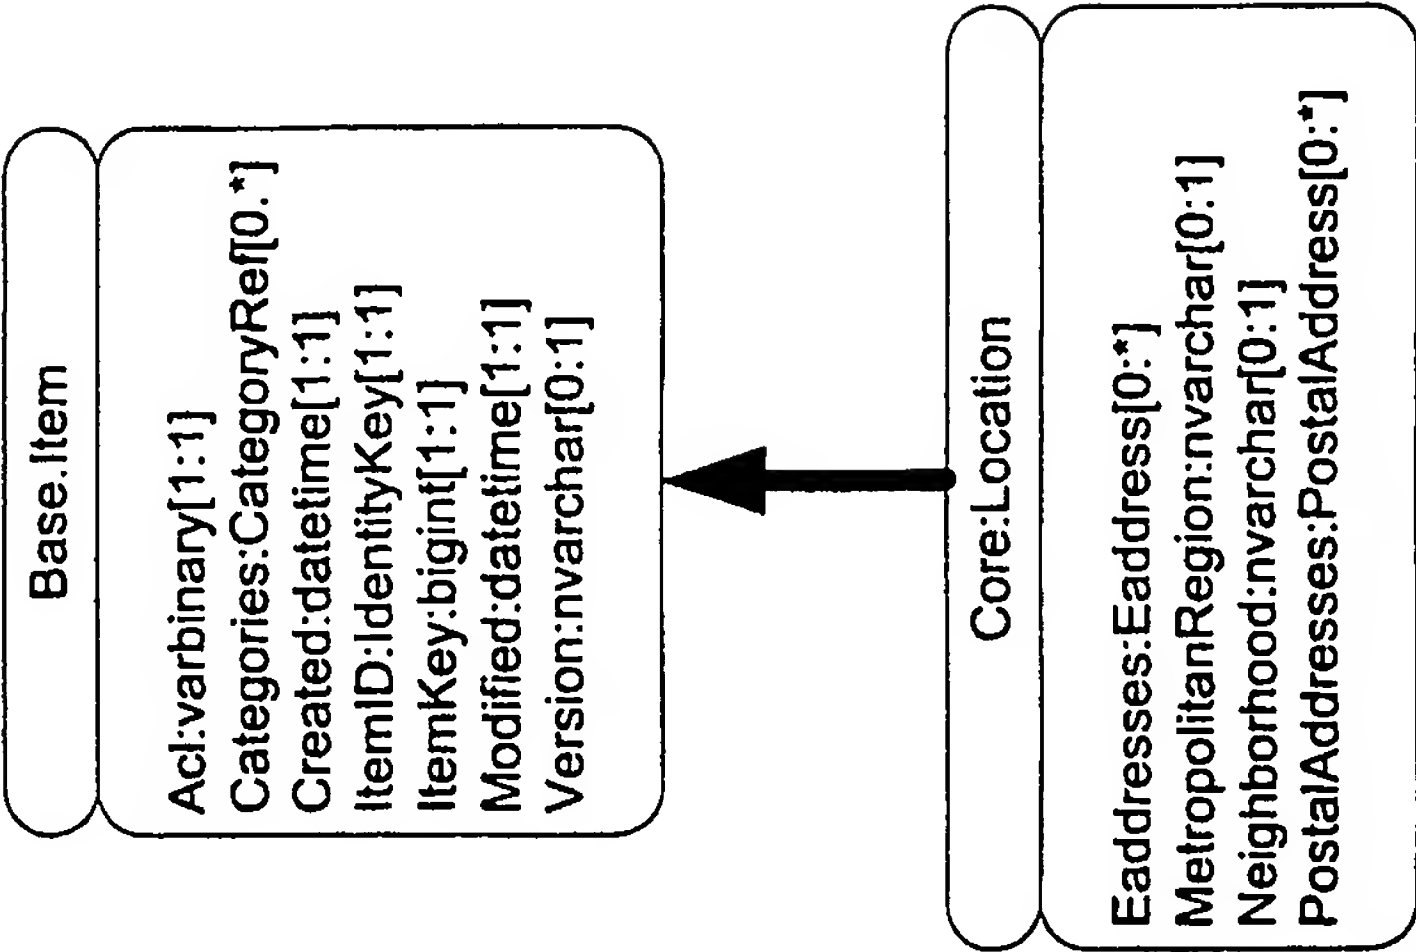 Base.Item
Acl:varbinary[1:1]
Categories:CategoryRef[0.*]
Created:datetime[1:1]
ItemID:IdentityKey[1:1]
ItemKey:bigint[1:1]
Modified:datetime[1:1]
Version:nvarchar[0:1]
Core:Location
Eaddresses:Eaddress[0:*]
MetropolitanRegion:nvarchar[0:1]
Neighborhood:nvarchar[0:1]
PostalAddresses:PostalAddress[0:*]